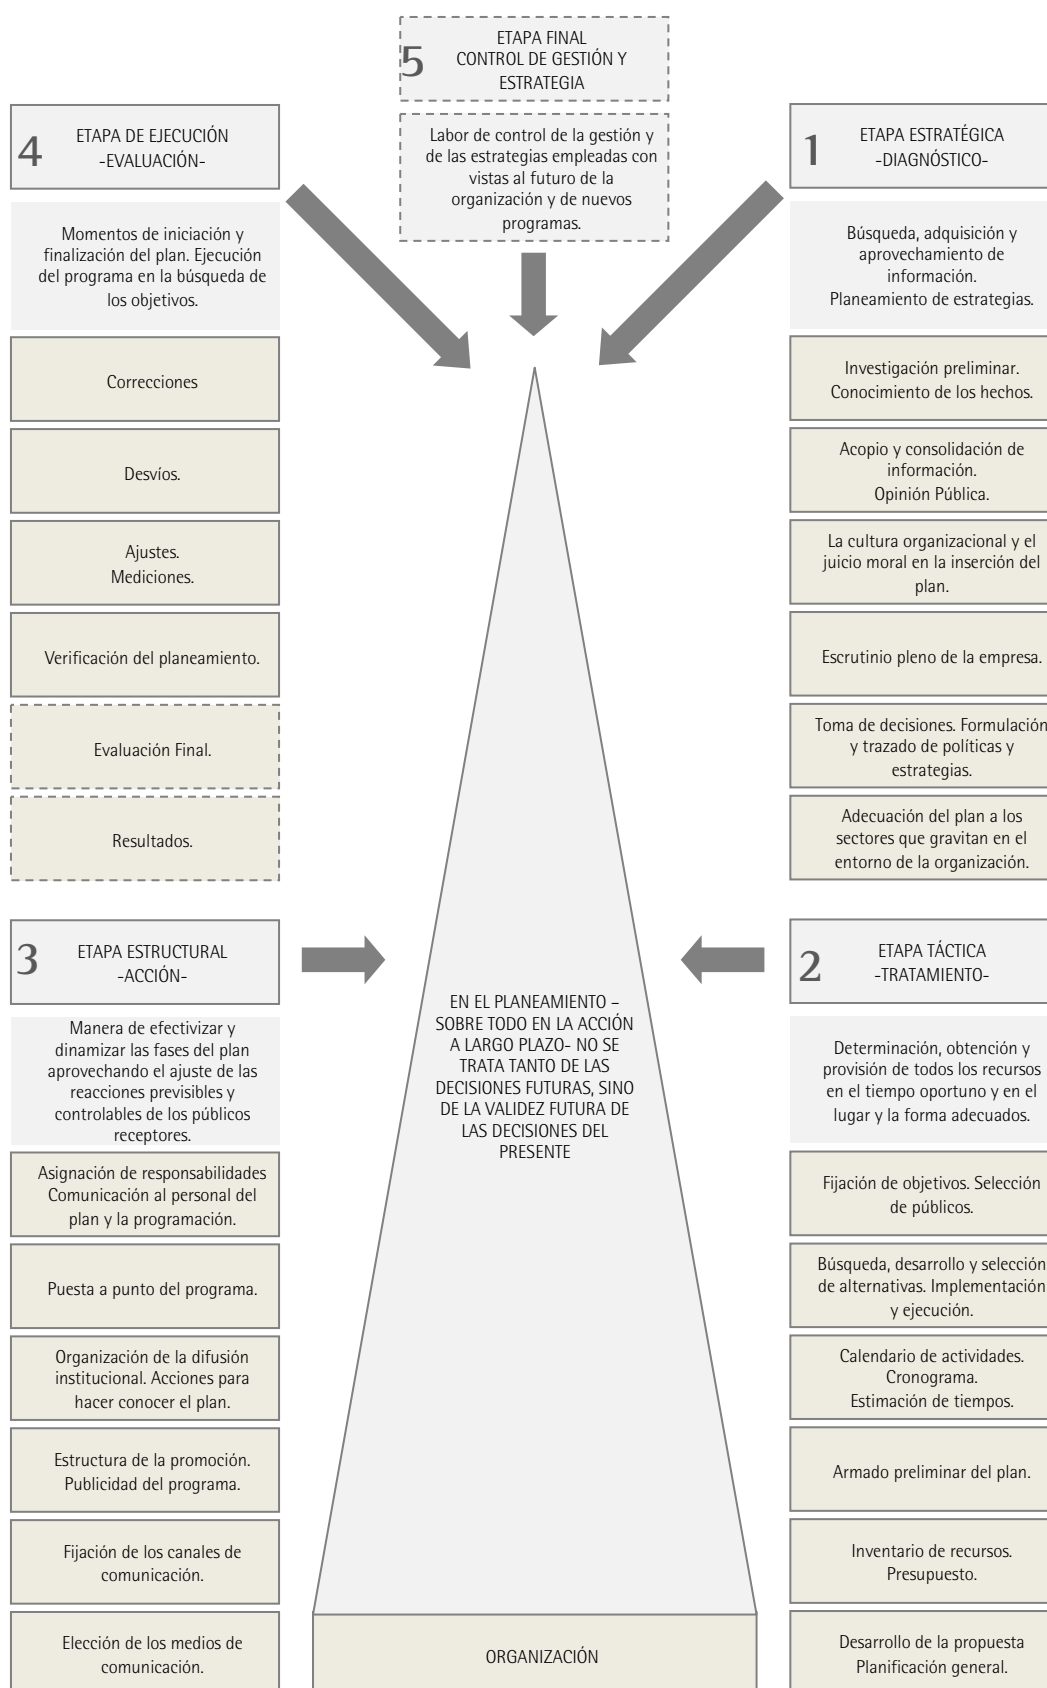 5
ETAPA FINAL
CONTROL DE GESTIÓN Y
ESTRATEGIA
Labor de control de la gestión y
de las estrategias empleadas con
vistas al futuro de la
organización y de nuevos
programas.
4
ETAPA DE EJECUCIÓN
-EVALUACIÓN-
Momentos de iniciación y
finalización del plan. Ejecución
del programa en la búsqueda de
los objetivos.
Correcciones
Desvíos.
Ajustes.
Mediciones.
Verificación del planeamiento.
Evaluación Final.
Resultados.
1
ETAPA ESTRATÉGICA
-DIAGNÓSTICO-
Búsqueda, adquisición y
aprovechamiento de
información.
Planeamiento de estrategias.
Investigación preliminar.
Conocimiento de los hechos.
Acopio y consolidación de
información.
Opinión Pública.
La cultura organizacional y el
juicio moral en la inserción del
plan.
Escrutinio pleno de la empresa.
Toma de decisiones. Formulación
y trazado de políticas y
estrategias.
Adecuación del plan a los
sectores que gravitan en el
entorno de la organización.
3
ETAPA ESTRUCTURAL
-ACCIÓN-
Manera de efectivizar y
dinamizar las fases del plan
aprovechando el ajuste de las
reacciones previsibles y
controlables de los públicos
receptores.
Asignación de responsabilidades
Comunicación al personal del
plan y la programación.
Puesta a punto del programa.
Organización de la difusión
institucional. Acciones para
hacer conocer el plan.
Estructura de la promoción.
Publicidad del programa.
Fijación de los canales de
comunicación.
Elección de los medios de
comunicación.
EN EL PLANEAMIENTO –
SOBRE TODO EN LA ACCIÓN
A LARGO PLAZO- NO SE
TRATA TANTO DE LAS
DECISIONES FUTURAS, SINO
DE LA VALIDEZ FUTURA DE
LAS DECISIONES DEL
PRESENTE
ORGANIZACIÓN
2
ETAPA TÁCTICA
-TRATAMIENTO-
Determinación, obtención y
provisión de todos los recursos
en el tiempo oportuno y en el
lugar y la forma adecuados.
Fijación de objetivos. Selección
de públicos.
Búsqueda, desarrollo y selección
de alternativas. Implementación
y ejecución.
Calendario de actividades.
Cronograma.
Estimación de tiempos.
Armado preliminar del plan.
Inventario de recursos.
Presupuesto.
Desarrollo de la propuesta
Planificación general.